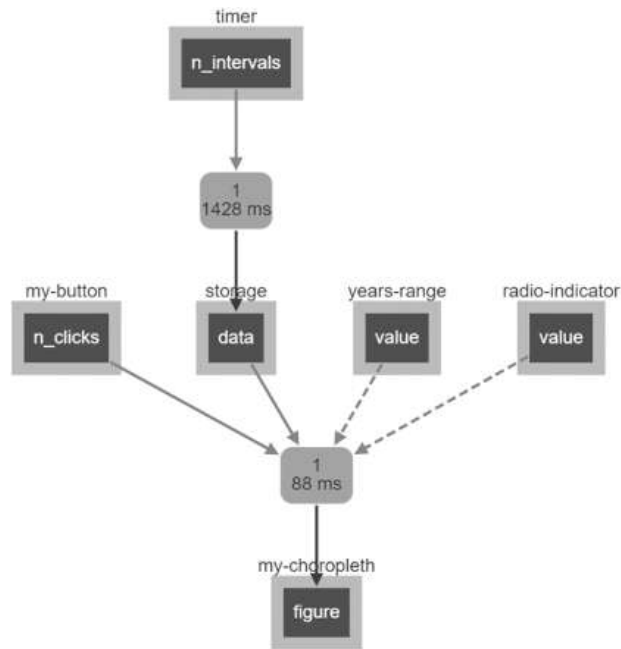 timer
n_intervals
1
1428 ms
my-button
storage
years-range
radio-indicator
n_clicks
data
value
value
1
88 ms
my-choropleth
figure